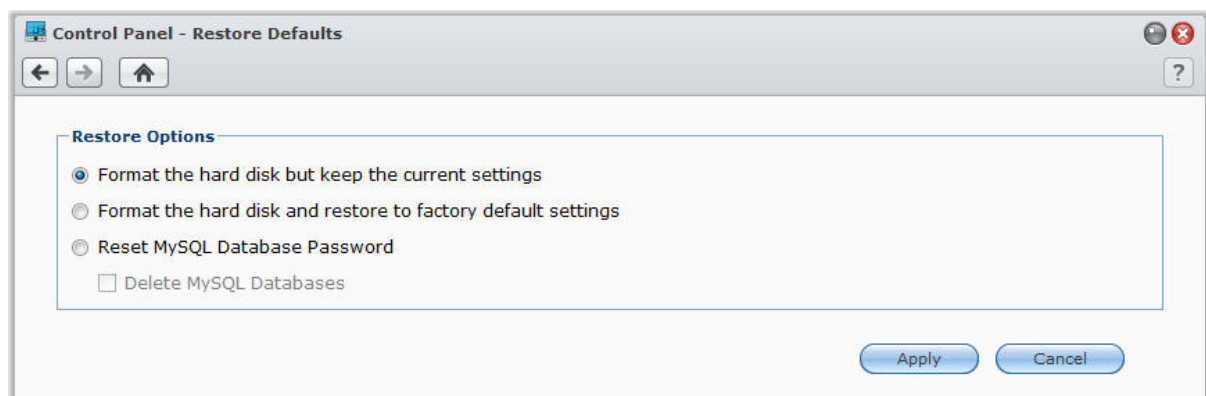 Control Panel - Restore Defaults
?
Restore Options
Format the hard disk but keep the current settings
Format the hard disk and restore to factory default settings
Reset MySQL Database Password
Delete MySQL Databases
Apply Cancel